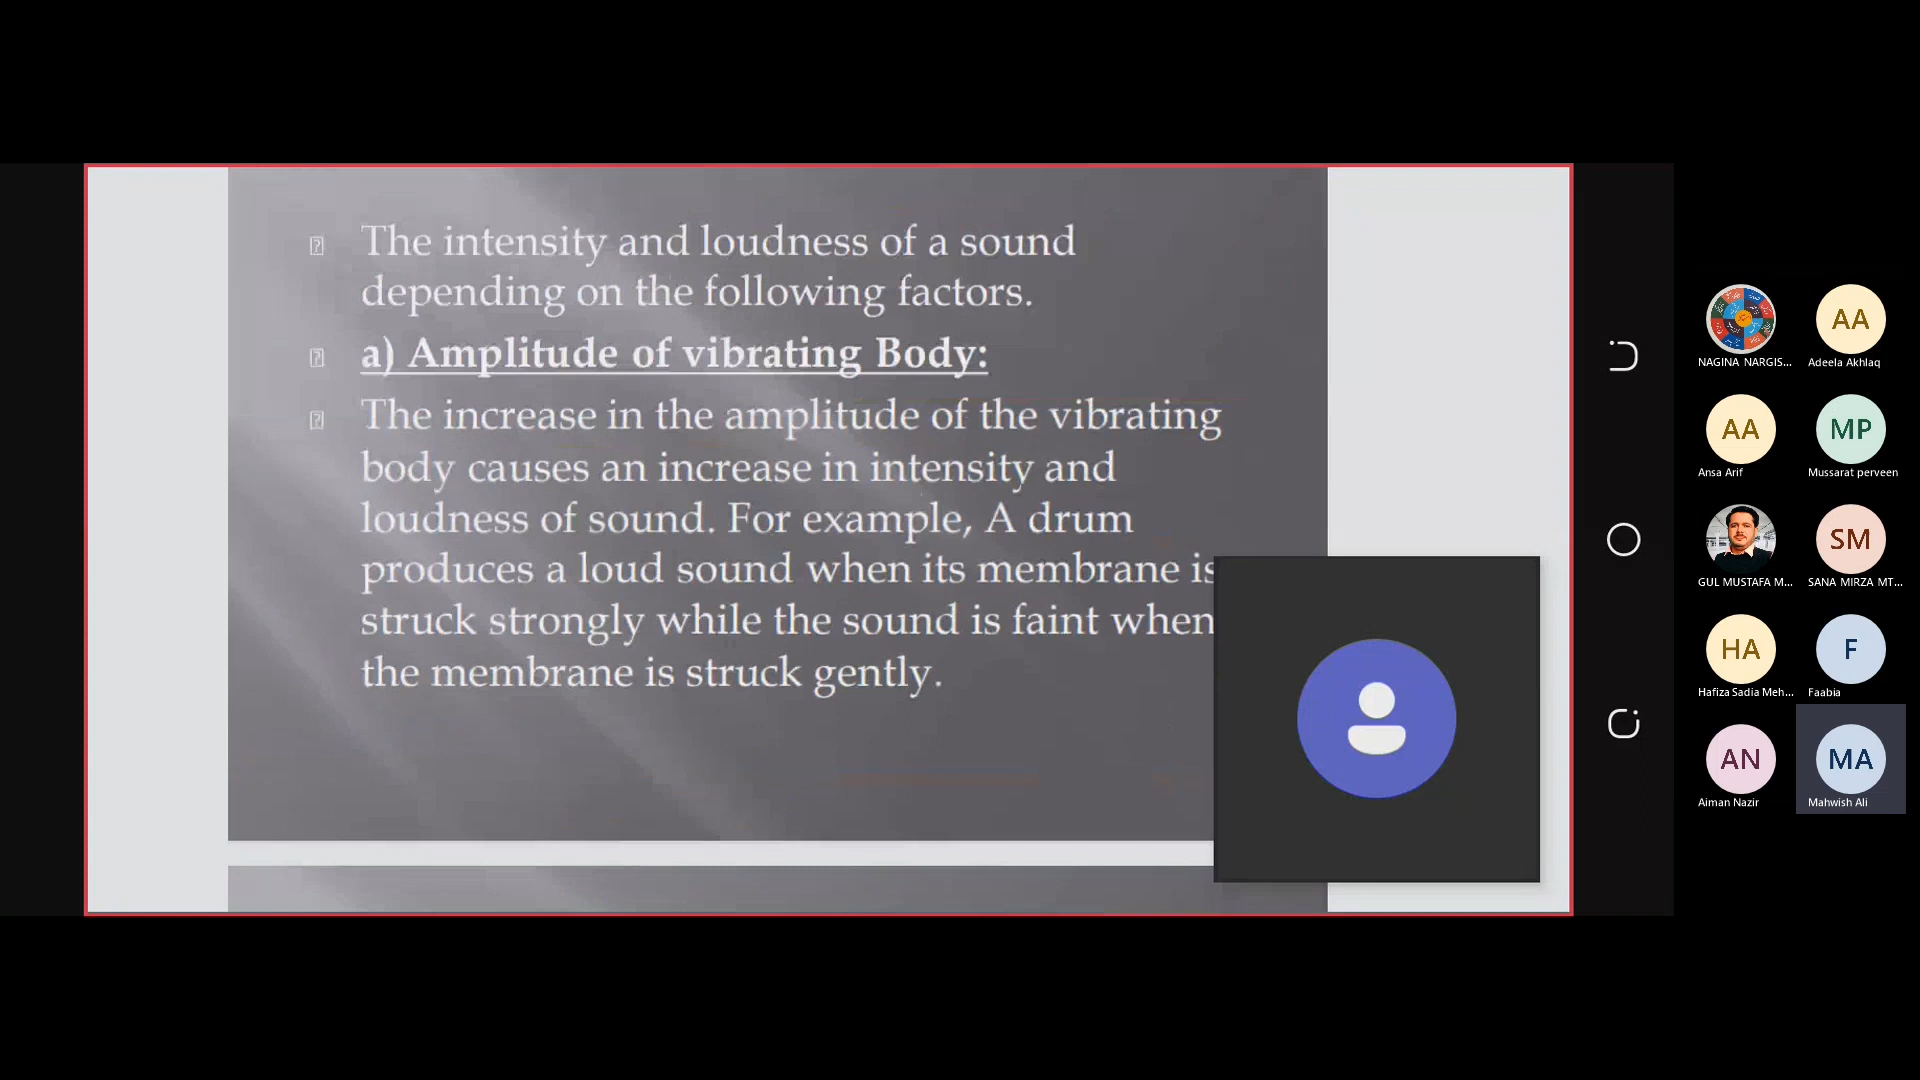 The intensity and loudness of a sound
depending on the following factors.
a) Amplitude of vibrating Body:
The increase in the amplitude of the vibrating
body causes an increase in intensity and
loudness of sound. For example, A drum
produces a loud sound when its membrane is
struck strongly while the sound is faint when
the membrane is struck gently.
NAGINA NARGIS...
AA
Adeela Akhlaq
AA
Ansa Arif
MP
Mussarat perveen
GUL MUSTAFA M...
SM
SANA MIRZA MT...
HA
Hafiza Sadia Meh...
F
Faabia
AN
Aiman Nazir
MA
Mahwish Ali